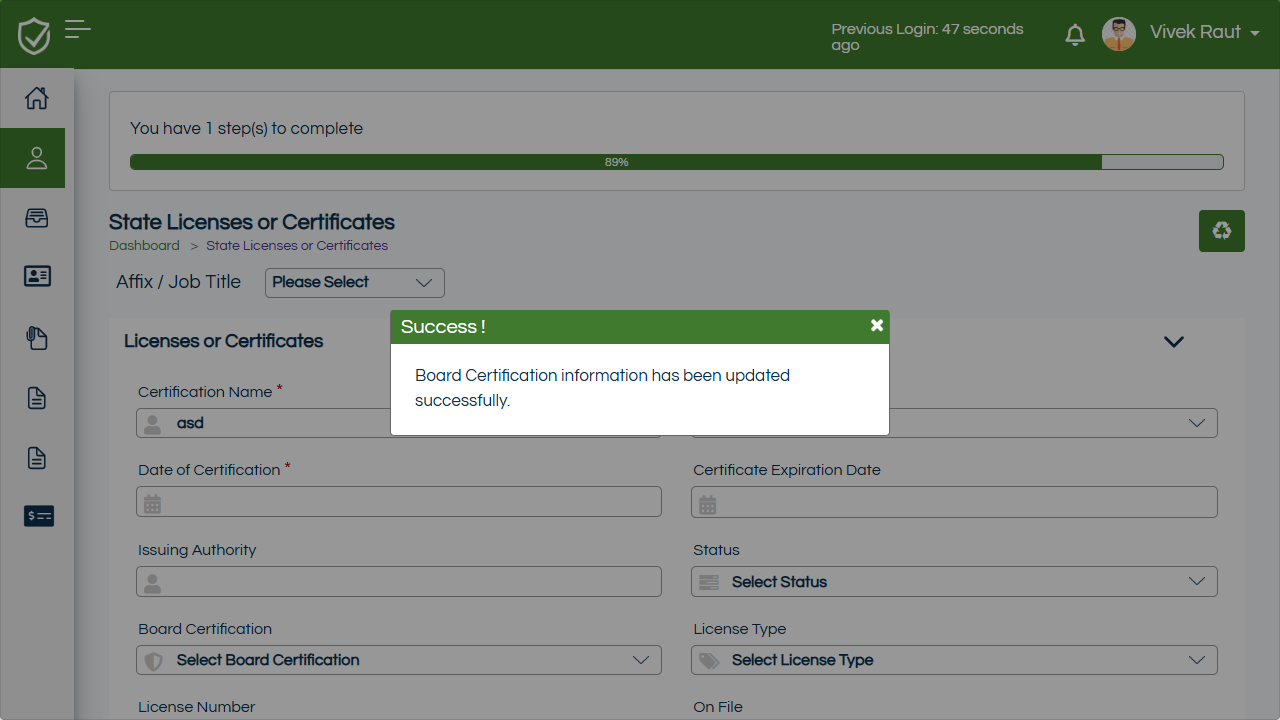 Previous Login: 47 seconds
ago
Vivek Raut
You have 1 step(s) to complete
89%
State Licenses or Certificates
Dashboard > State Licenses or Certificates
Affix / Job Title
Please Select
Success !
Board Certification information has been updated
successfully.
Licenses or Certificates
Certification Name *
asd
Date of Certification *
Certificate Expiration Date
Issuing Authority
Status
Select Status
Board Certification
License Type
Select Board Certification
Select License Type
License Number
On File